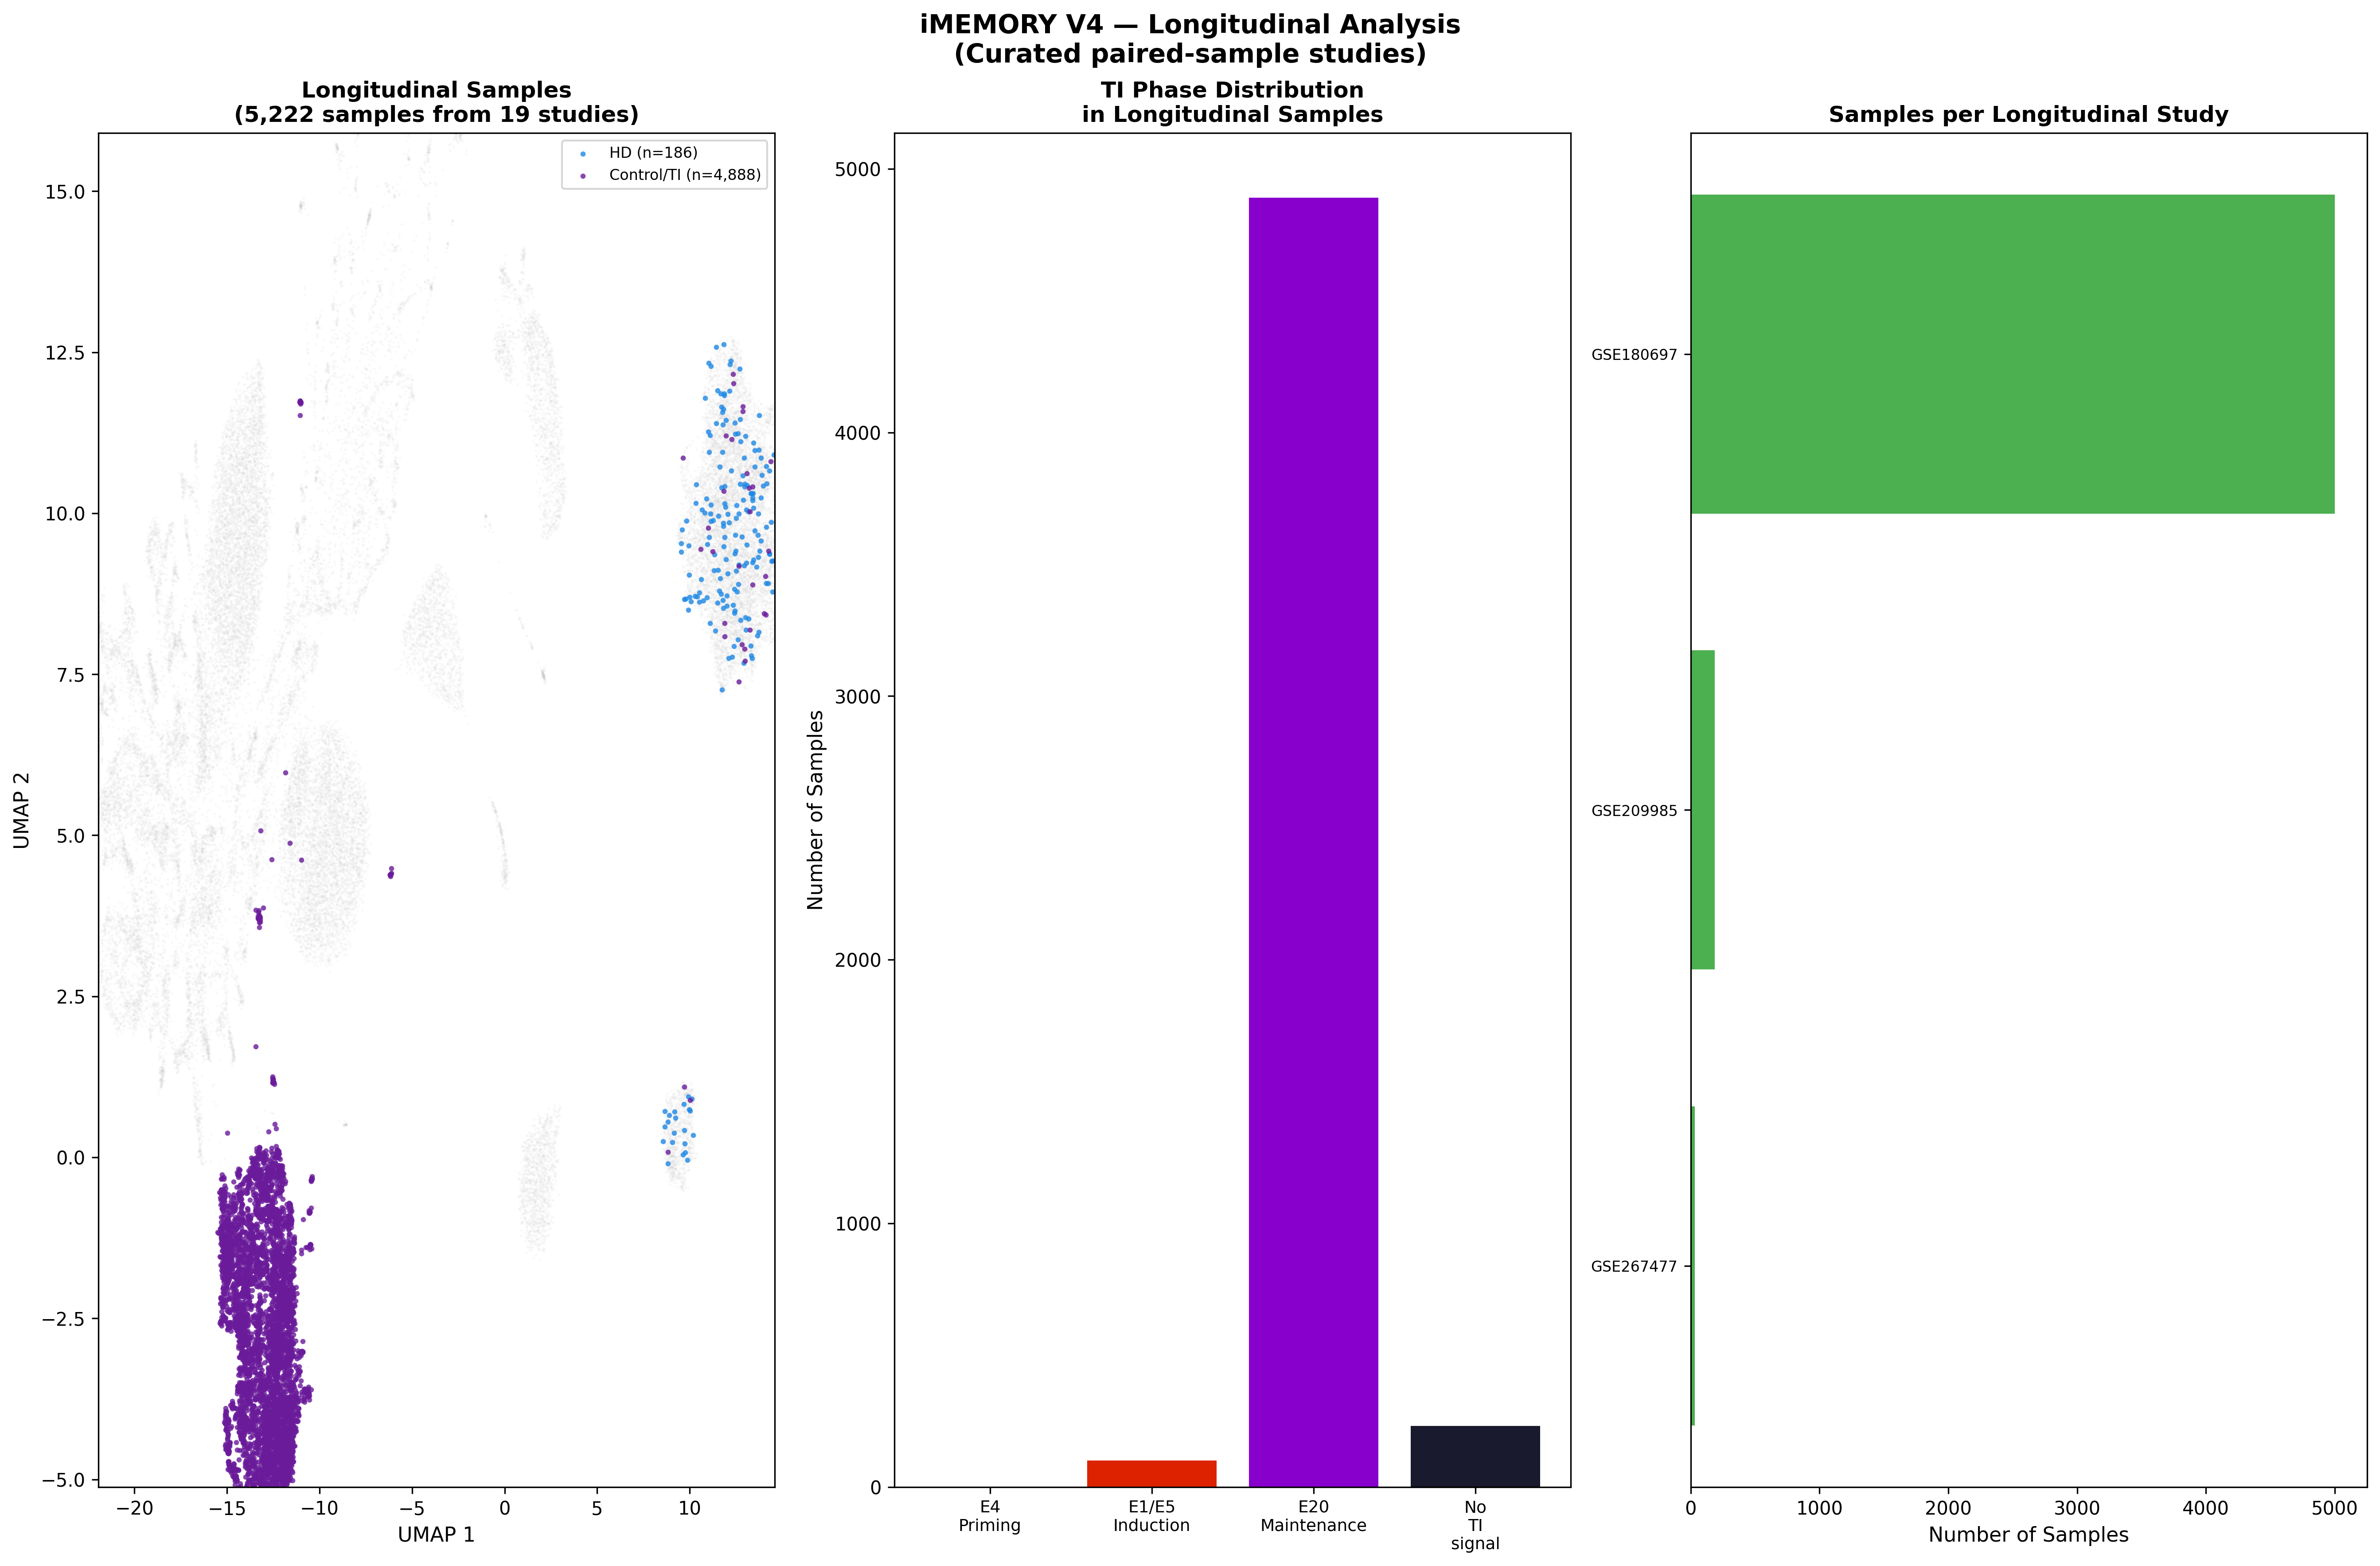 iMEMORY V4 — Longitudinal Analysis
(Curated paired-sample studies)
Longitudinal Samples
(5,222 samples from 19 studies)
HD (n=186)
Control/TI (n=4,888)
15.0
12.5
10.0
7.5
5.0
2.5
0.0
−2.5
−5.0
UMAP 2
−20
−15
−10
−5
0
5
10
UMAP 1
TI Phase Distribution
in Longitudinal Samples
5000
4000
3000
2000
1000
0
Number of Samples
E4
Priming
E1/E5
Induction
E20
Maintenance
No
TI
signal
Samples per Longitudinal Study
GSE180697
GSE209985
GSE267477
0
1000
2000
3000
4000
5000
Number of Samples